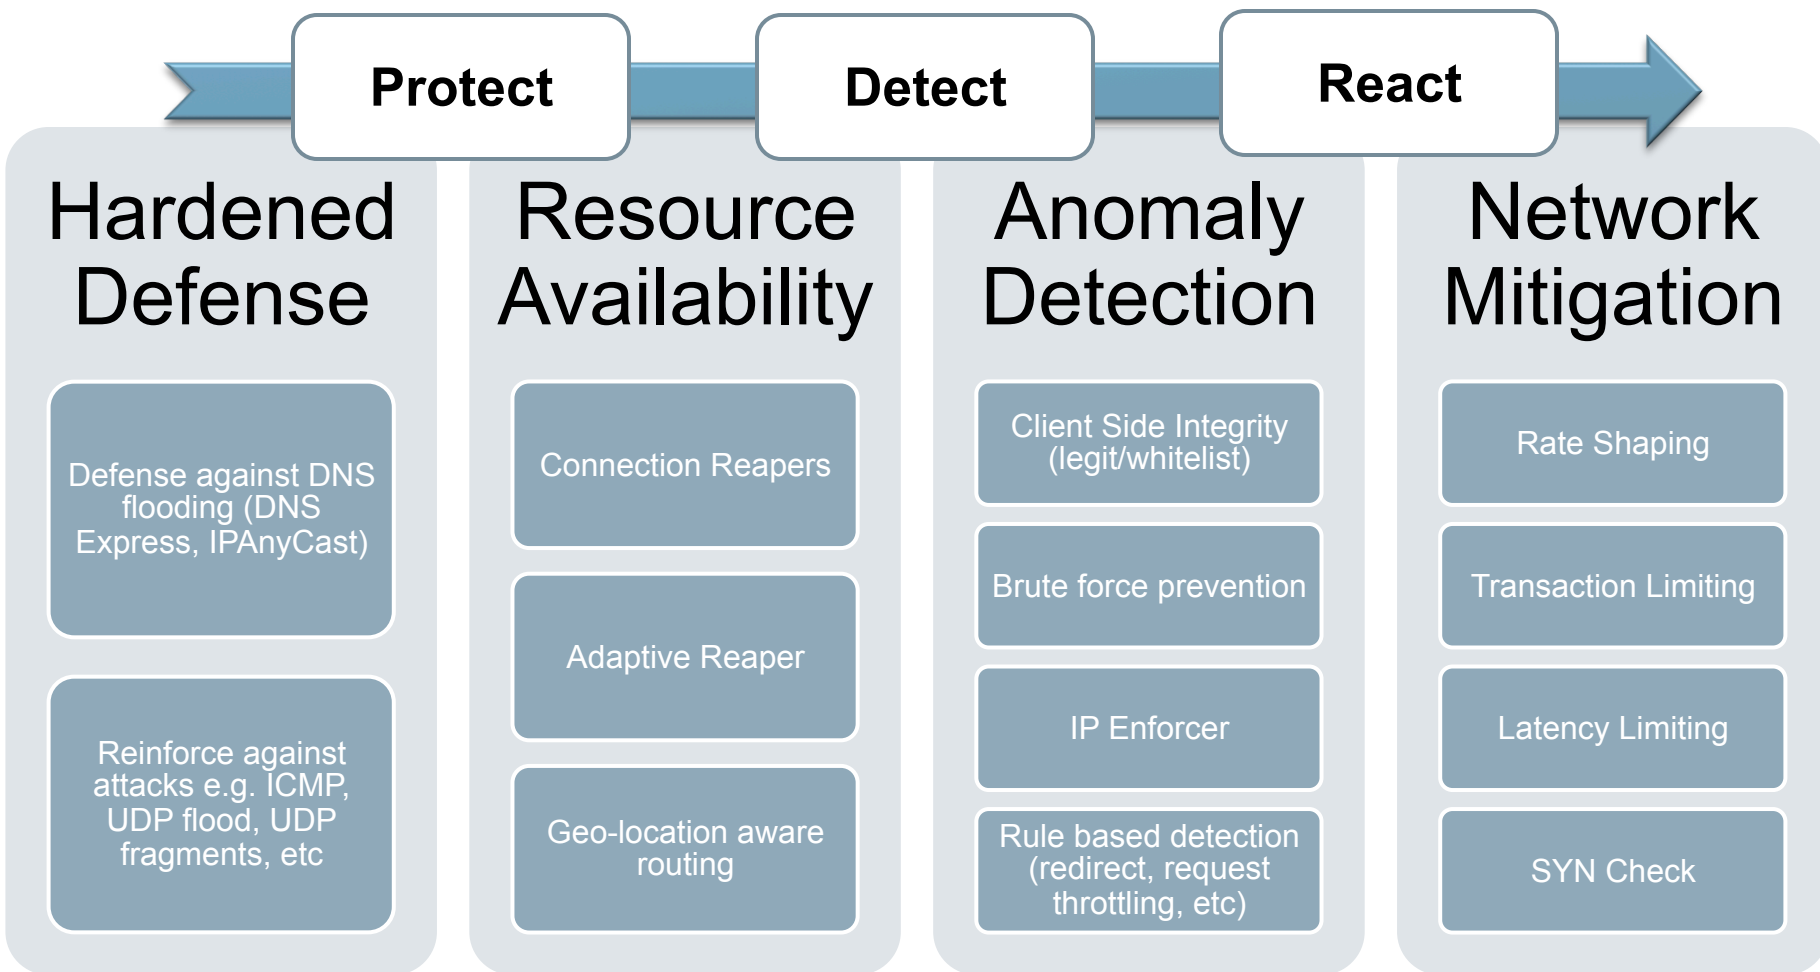 Protect
Detect
React
Hardened
Defense
Defense against DNS
flooding (DNS
Express, IPAnyCast)
Reinforce against
attacks e.g. ICMP,
UDP flood, UDP
fragments, etc
Resource
Availability
Connection Reapers
Adaptive Reaper
Geo-location aware
routing
Anomaly
Detection
Client Side Integrity
(legit/whitelist)
Brute force prevention
IP Enforcer
Rule based detection
(redirect, request
throttling, etc)
Network
Mitigation
Rate Shaping
Transaction Limiting
Latency Limiting
SYN Check